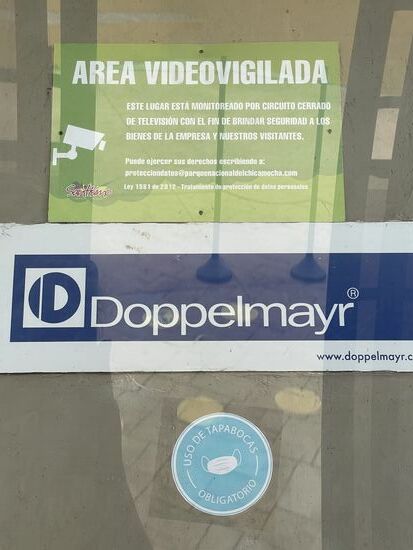 AREA VIDEOVIGILADA
ESTE LUGAR ESTÁ MONITOREADO POR CIRCUITO CERRADO
DE TELEVISIÓN CON EL FIN DE BRINDAR SEGURIDAD A LOS
BIENES DE LA EMPRESA Y NUESTROS VISITANTES.
Puede ejercer sus derechos escribiendo a:
protecciondatos@parquenacionaldelchicamocha.com
Ley 1581 de 2012 - Tratamiento de protección de datos personales
D Doppelmayr®
www.doppelmayr.c
USO DE TAPABOCAS
OBLIGATORIO